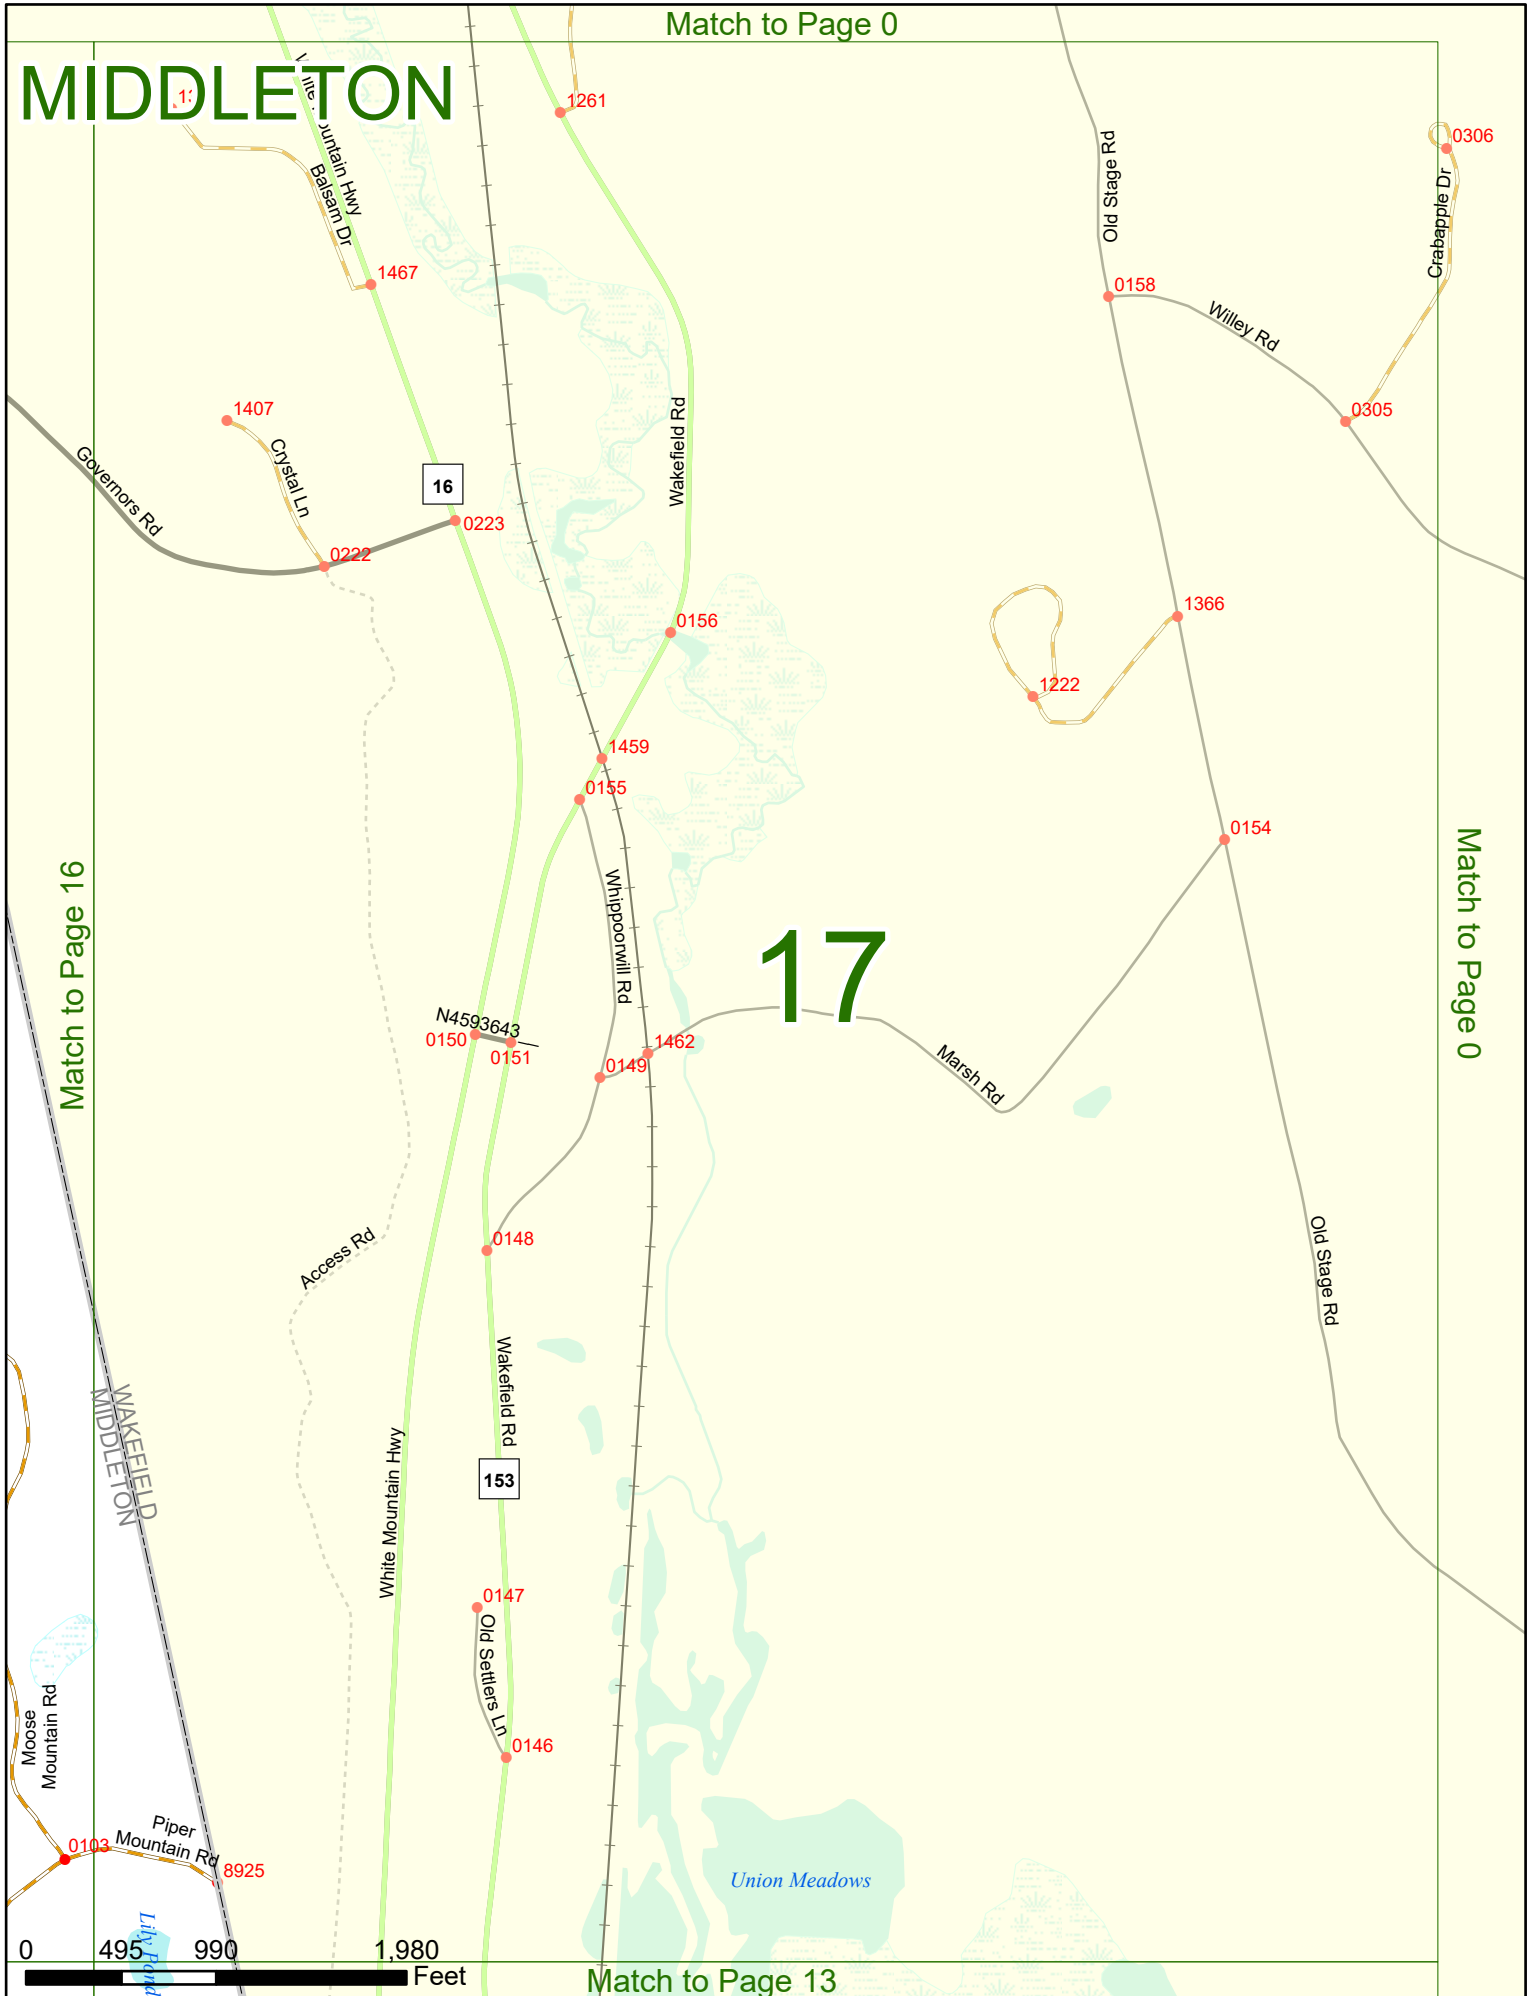 Match to Page 0
MIDDLETON
1261
0306
Old Stage Rd
Crabapple Dr
Balsam Dr
1467
0158
Willey Rd
1407
0305
Wakefield Rd
Governors Rd
Crystal Ln
16
0223
0222
0156
1366
1222
1459
0155
0154
Match to Page 16
Match to Page 0
Whippoorwill Rd
17
N4593643
0150
0151
1462
0149
Marsh Rd
0148
Access Rd
Old Stage Rd
Wakefield Rd
WAKEFIELD
MIDDLETON
White Mountain Hwy
153
0147
Old Settlers Ln
Moose
Mountain Rd
0146
Piper
Mountain Rd
0103
8925
Union Meadows
Lily Pond
0 495 990 1,980
Feet
Match to Page 13